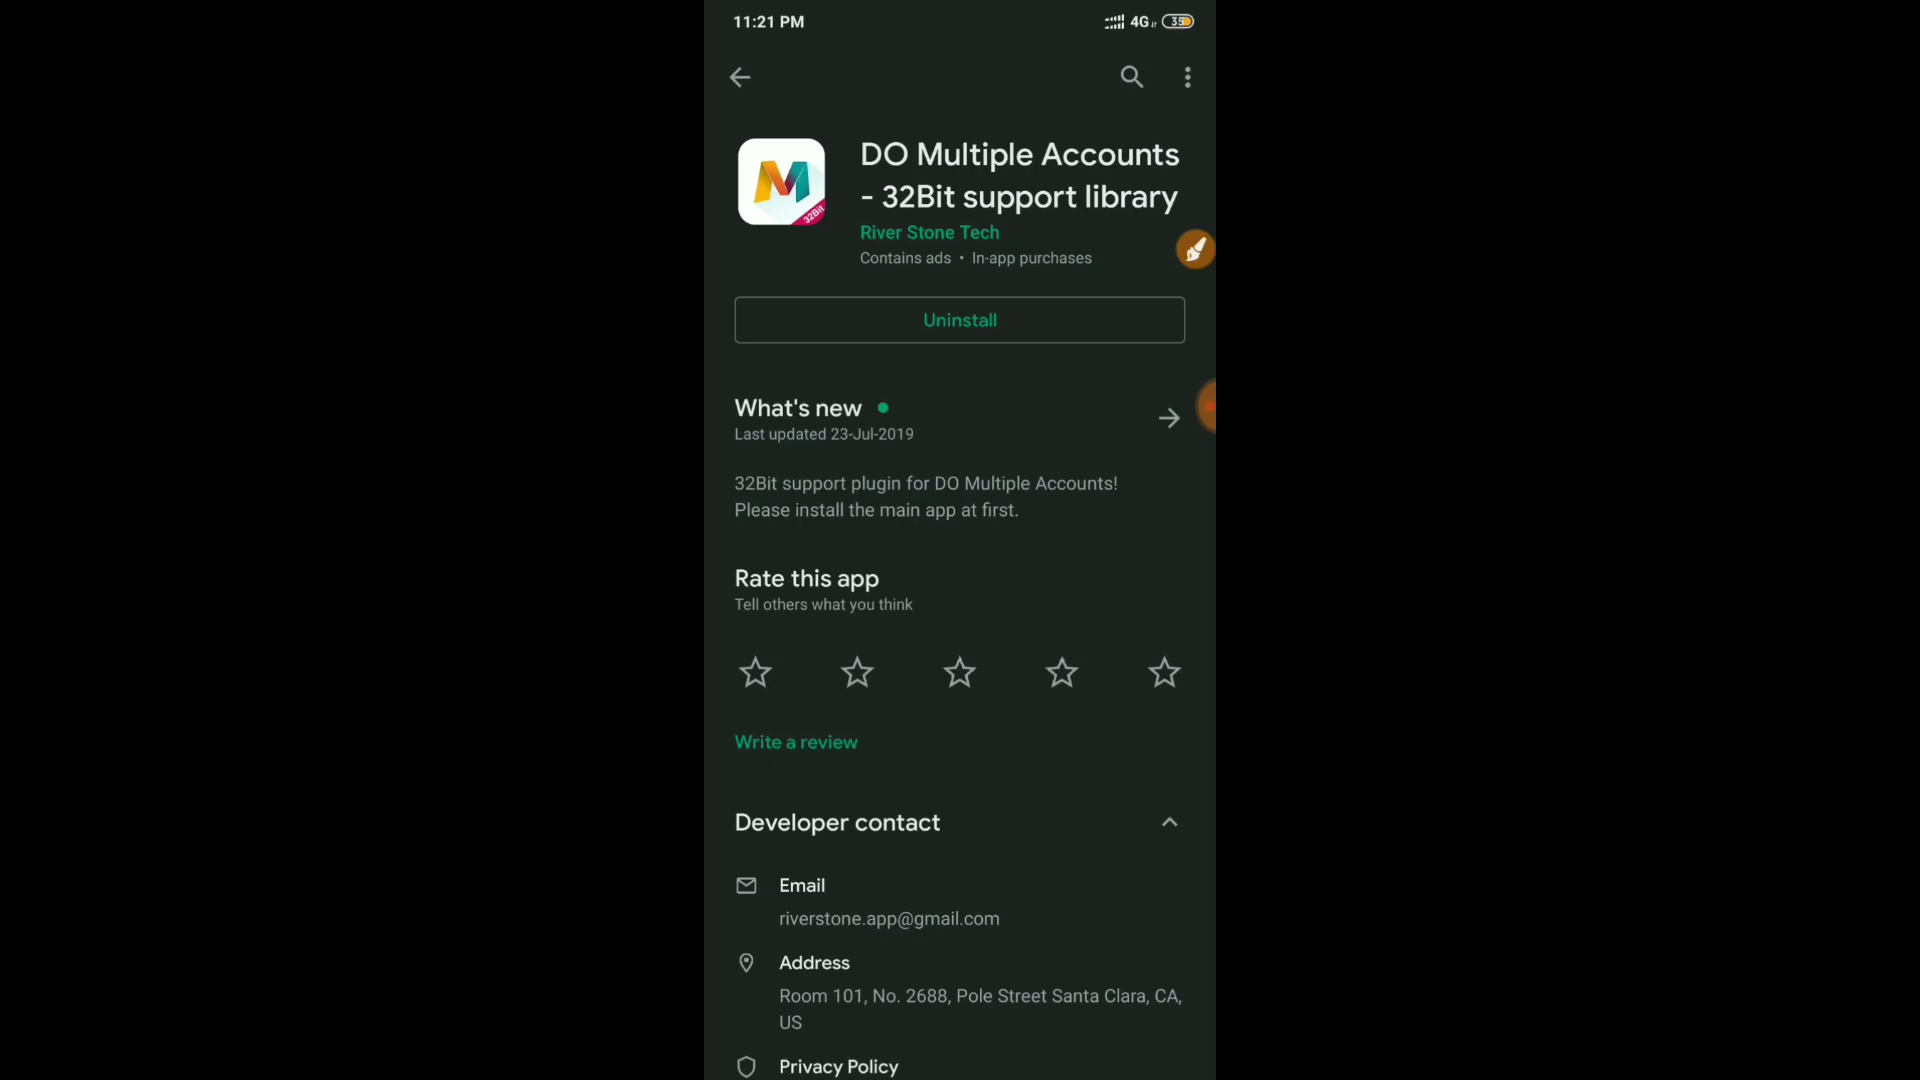 11:21 PM
4G
35
DO Multiple Accounts
- 32Bit support library
32Bit
River Stone Tech
Contains ads • In-app purchases
Uninstall
What's new
Last updated 23-Jul-2019
32Bit support plugin for DO Multiple Accounts!
Please install the main app at first.
Rate this app
Tell others what you think
Write a review
Developer contact
Email
riverstone.app@gmail.com
Address
Room 101, No. 2688, Pole Street Santa Clara, CA,
US
Privacy Policy